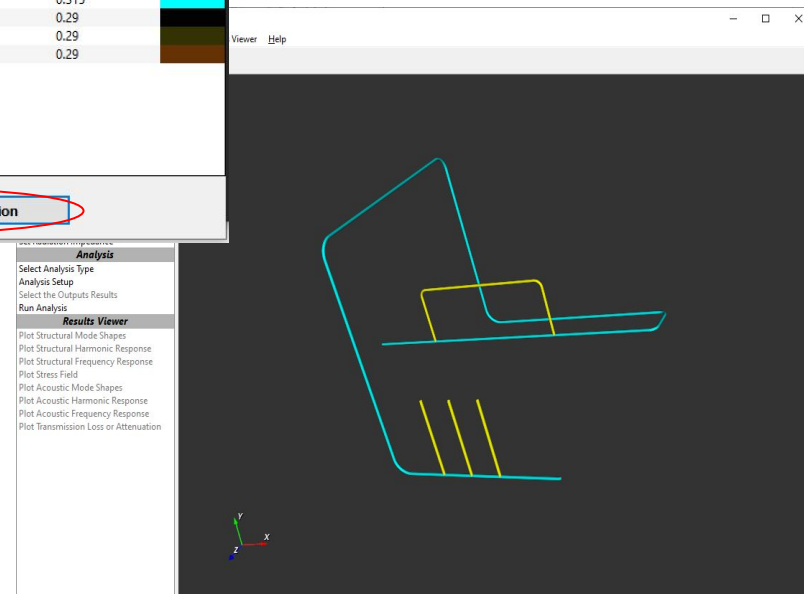 0.29
0.29
0.29
Viewer Help
Analysis
Select Analysis Type
Analysis Setup
Select the Outputs Results
Run Analysis
Results Viewer
Plot Structural Mode Shapes
Plot Structural Harmonic Response
Plot Structural Frequency Response
Plot Stress Field
Plot Acoustic Mode Shapes
Plot Acoustic Harmonic Response
Plot Acoustic Frequency Response
Plot Transmission Loss or Attenuation
Y
X
Z